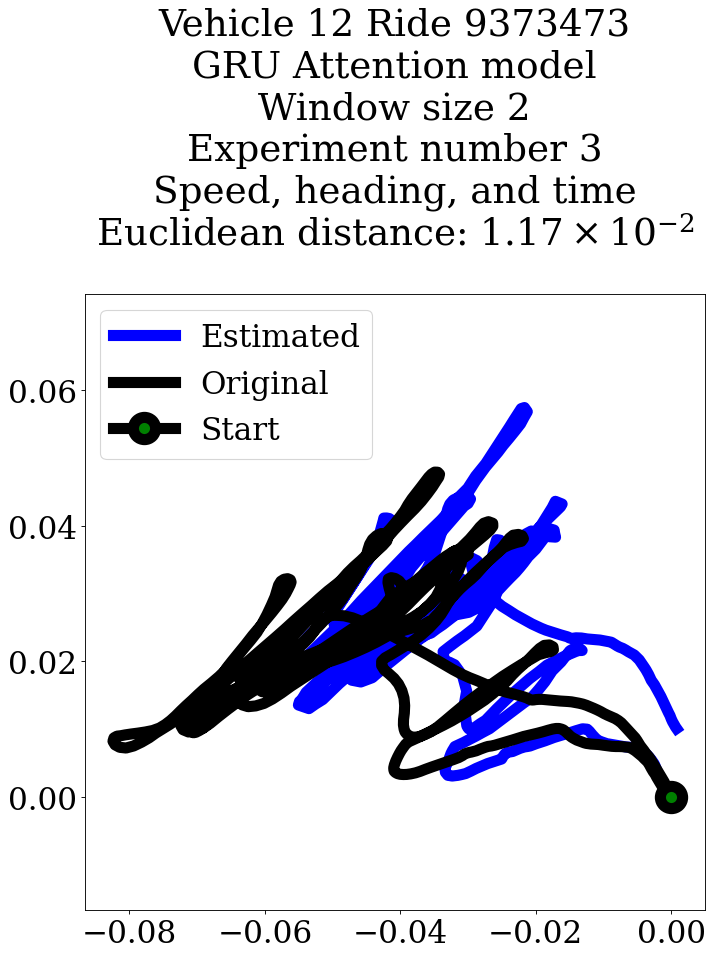 Vehicle 12 Ride 9373473
GRU Attention model
Window size 2
Experiment number 3
Speed, heading, and time
Euclidean distance: 1.17 × 10⁻²
Estimated
Original
Start
0.06
0.04
0.02
0.00
−0.08 −0.06 −0.04 −0.02 0.00